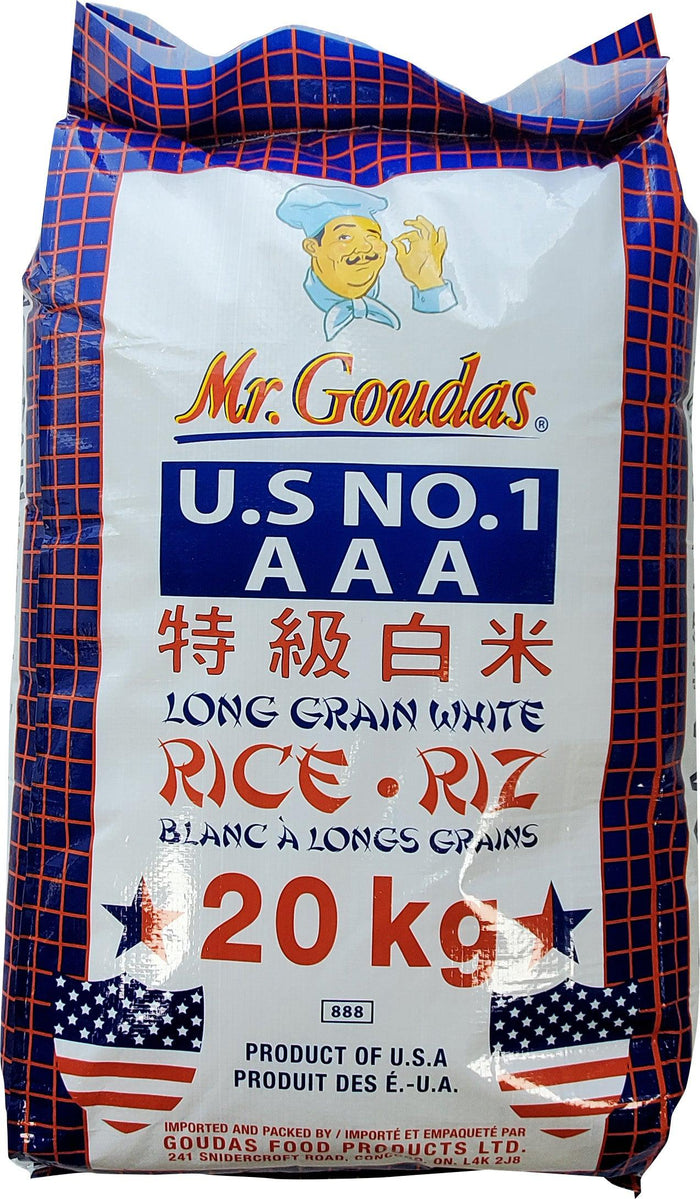 Mr. Goudas®
U.S NO.1
AAA
特級白米
LONG GRAIN WHITE
RICE • RIZ
BLANC À LONGS GRAINS
20 kg
888
PRODUCT OF U.S.A
PRODUIT DES É.-U.A.
IMPORTED AND PACKED BY / IMPORTÉ ET EMPAQUETÉ PAR
GOUDAS FOOD PRODUCTS LTD.
241 SNIDERCROFT ROAD, ON. L4K 2J8